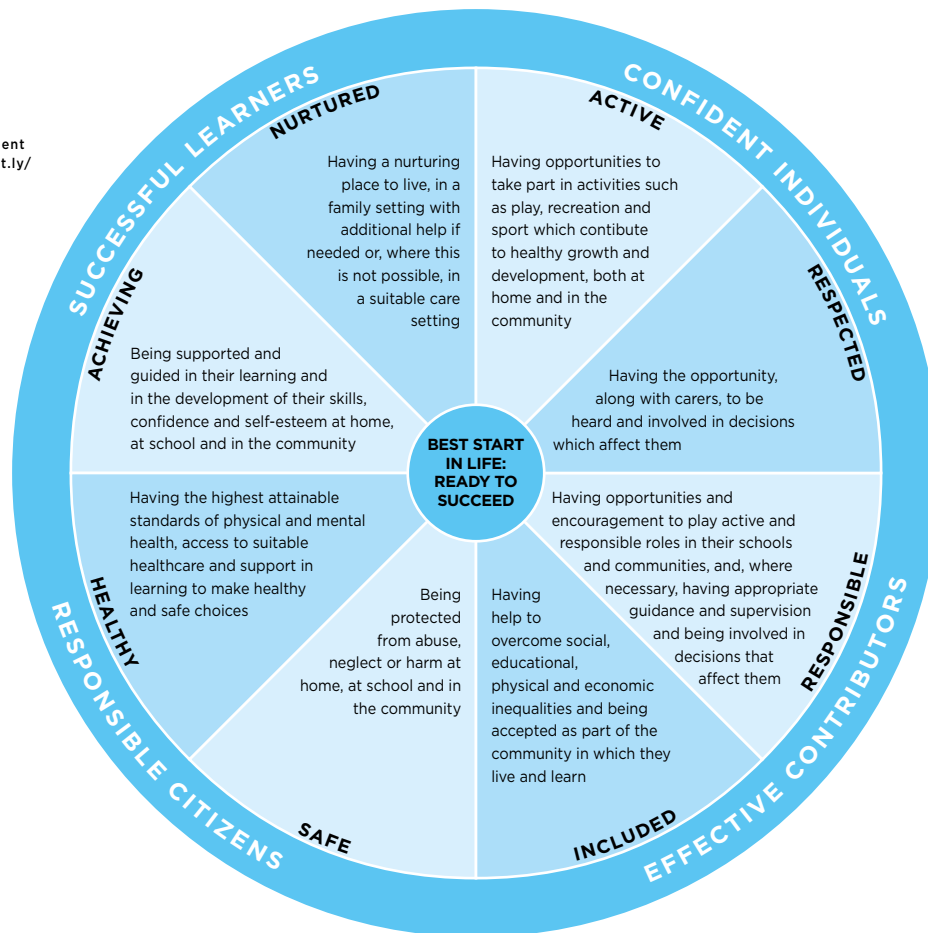 ent
t.ly/
SUCCESSFUL LEARNERS
CONFIDENT INDIVIDUALS
NURTURED
Having a nurturing
place to live, in a
family setting with
additional help if
needed or, where this
is not possible, in
a suitable care
setting
ACTIVE
Having opportunities to
take part in activities such
as play, recreation and
sport which contibute
to healthy growth and
development, both at
home and in the
community
ACHIEVING
Being supported and
guided in their learning and
in the development of their skills,
confidence and self-esteem at home,
at school and in the community
RESPECTED
Having the opportunity,
along with carers, to be
heard and involved in decisions
which affect them
BEST START
IN LIFE:
READY TO
SUCCEED
HEALTHY
Having the highest attainable
standards of physical and mental
health, access to suitable
healthcare and support in
learning to make healthy
and safe choices
RESPONSIBLE
Having opportunities and
encouragement to play active and
responsible roles in their schools
and communities, and, where
necessary, having appropriate
guidance and supervision
and being involved in
decisions that
affect them
SAFE
Being
protected
from abuse,
neglect or harm at
home, at school and in
the community
INCLUDED
Having
help to
overcome social,
educational,
physical and economic
inequalities and being
accepted as part of the
community in which they
live and learn
RESPONSIBLE CITIZENS
EFFECTIVE CONTRIBUTORS